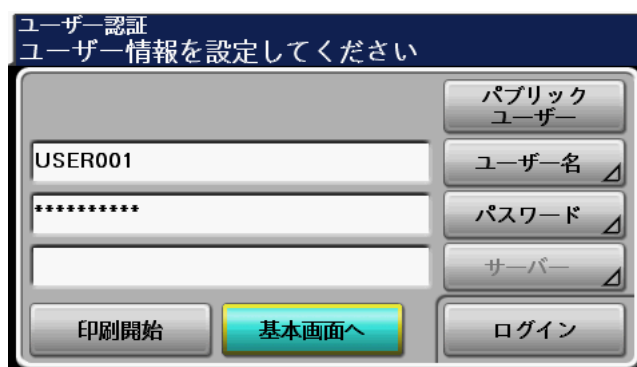 ユーザー認証
ユーザー情報を設定してください
パブリック
ユーザー
USER001
ユーザー名
**********
パスワード
サーバー
印刷開始
基本画面へ
ログイン